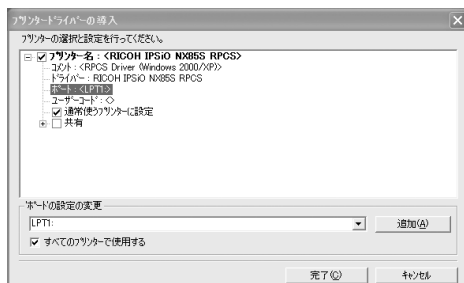 ﾌﾟﾘﾝﾀｰﾄﾞﾗｲﾊﾞｰの導入
ﾌﾟﾘﾝﾀｰの選択と設定を行ってください。
ﾌﾟﾘﾝﾀｰ名 : <RICOH IPSiO NX85S RPCS>
ｺﾒﾝﾄ : <RPCS Driver (Windows 2000/XP)>
ﾄﾞﾗｲﾊﾞｰ : RICOH IPSiO NX85S RPCS
ﾎﾟｰﾄ : <LPT1:>
ﾕｰｻﾞｰｺｰﾄﾞ : <>
通常使うﾌﾟﾘﾝﾀｰに設定
共有
'ﾎﾟｰﾄ'の設定の変更
LPT1:
追加(A)
すべてのﾌﾟﾘﾝﾀｰで使用する
完了(C)
ｷｬﾝｾﾙ